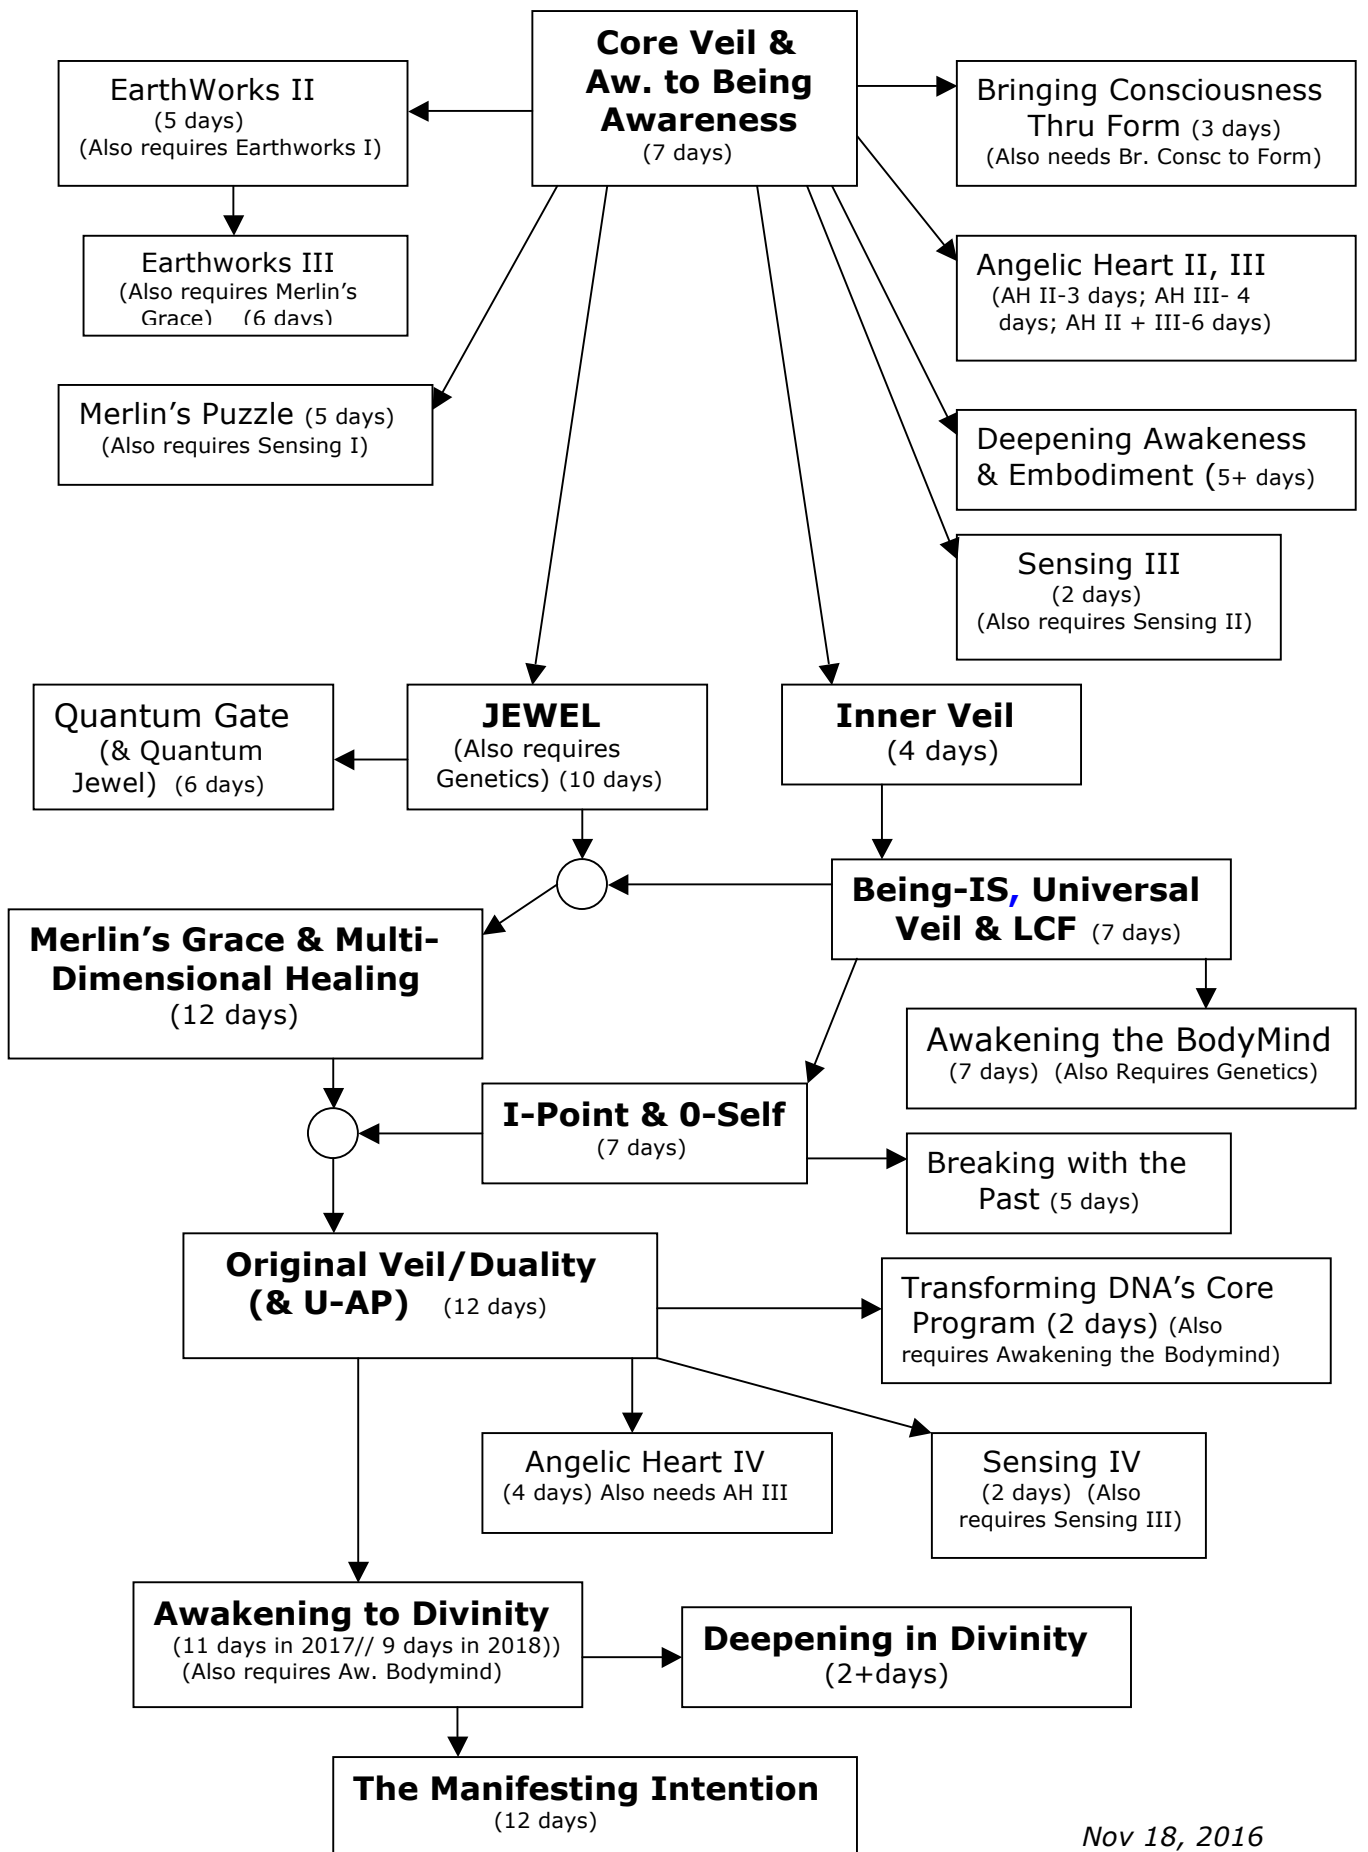 Core Veil &
Aw. to Being
Awareness
(7 days)
EarthWorks II
(5 days)
(Also requires Earthworks I)
Bringing Consciousness
Thru Form (3 days)
(Also needs Br. Consc to Form)
Earthworks III
(Also requires Merlin's
Grace) (6 days)
Angelic Heart II, III
(AH II-3 days; AH III- 4
days; AH II + III-6 days)
Merlin's Puzzle (5 days)
(Also requires Sensing I)
Deepening Awakeness
& Embodiment (5+ days)
Sensing III
(2 days)
(Also requires Sensing II)
Quantum Gate
(& Quantum
Jewel) (6 days)
JEWEL
(Also requires
Genetics) (10 days)
Inner Veil
(4 days)
Being-IS, Universal
Veil & LCF (7 days)
Merlin's Grace & Multi-
Dimensional Healing
(12 days)
Awakening the BodyMind
(7 days) (Also Requires Genetics)
I-Point & 0-Self
(7 days)
Breaking with the
Past (5 days)
Original Veil/Duality
(& U-AP) (12 days)
Transforming DNA's Core
Program (2 days) (Also
requires Awakening the Bodymind)
Angelic Heart IV
(4 days) Also needs AH III
Sensing IV
(2 days) (Also
requires Sensing III)
Awakening to Divinity
(11 days in 2017// 9 days in 2018))
(Also requires Aw. Bodymind)
Deepening in Divinity
(2+days)
The Manifesting Intention
(12 days)
Nov 18, 2016